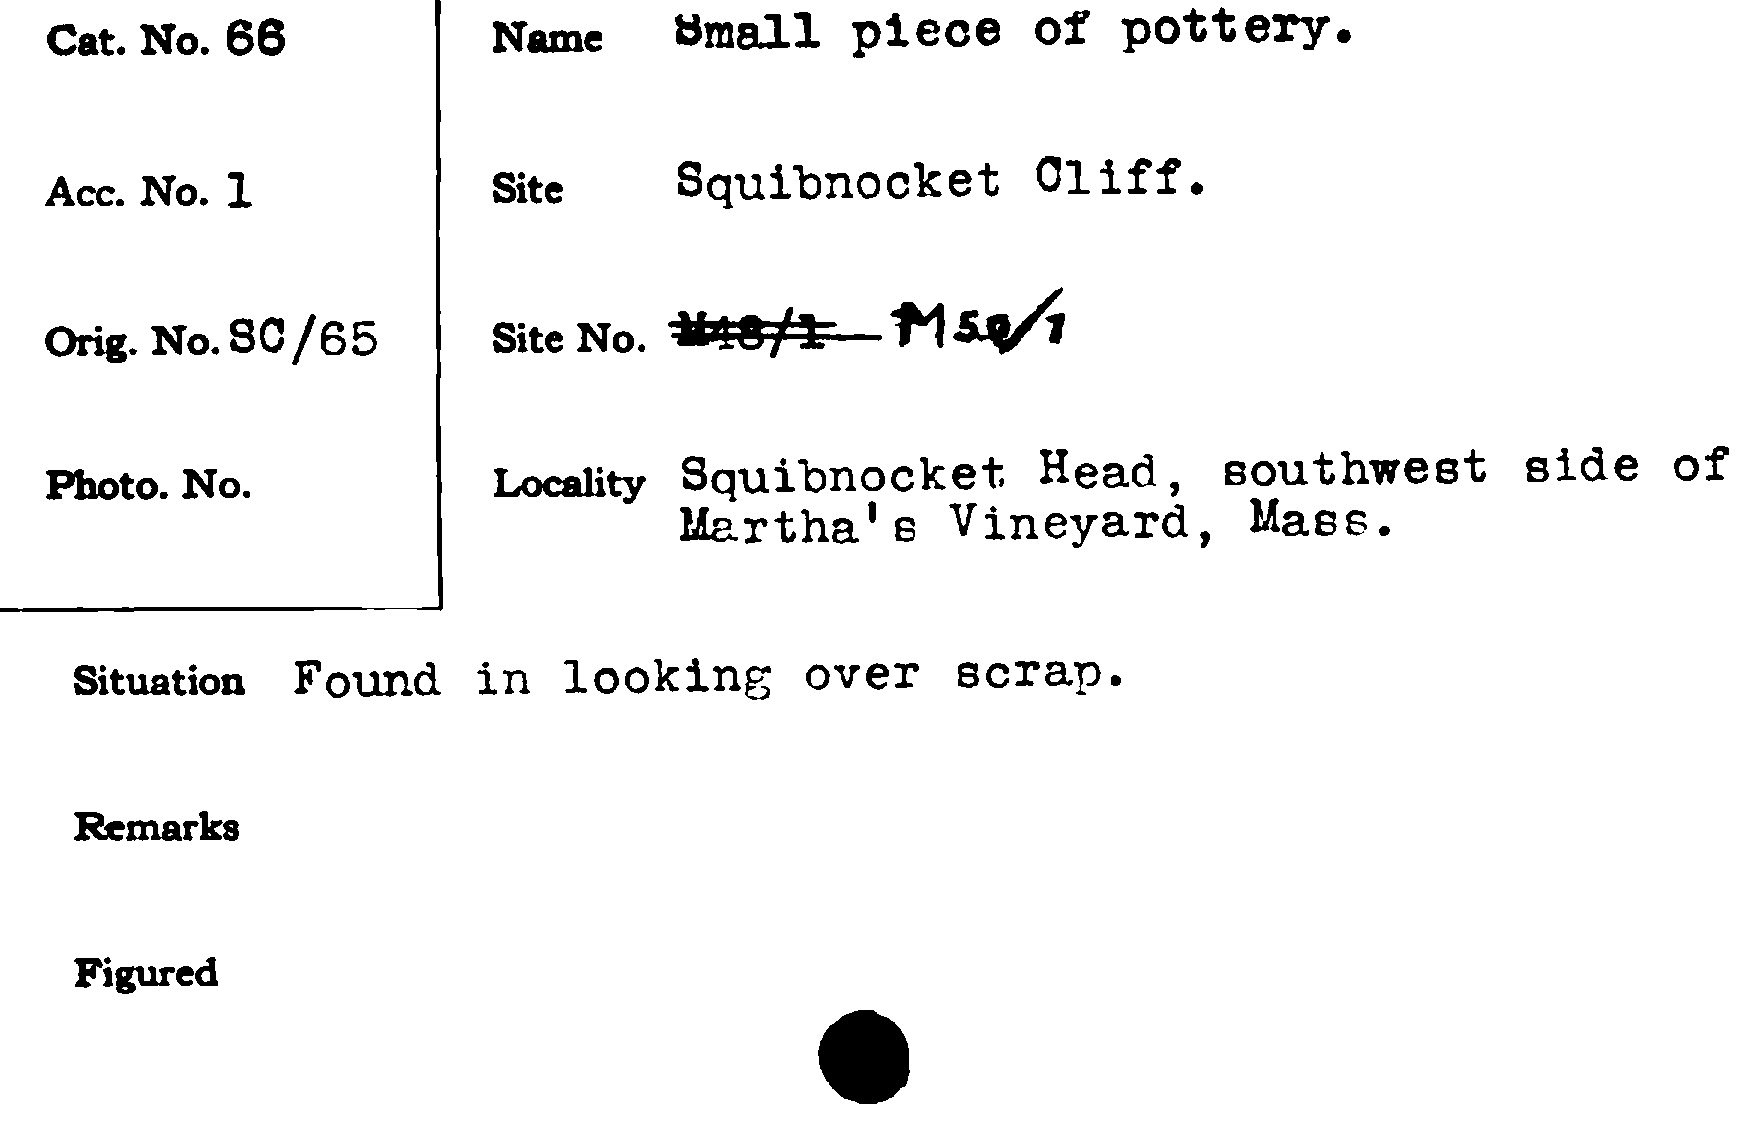 Cat. No. 66
Name Small piece of pottery.
Acc. No. 1
Site Squibnocket Cliff.
Orig. No. SC/65
Site No. M48/1 M50/1
Photo. No.
Locality Squibnocket Head, southwest side of
Martha's Vineyard, Mass.
Situation Found in looking over scrap.
Remarks
Figured